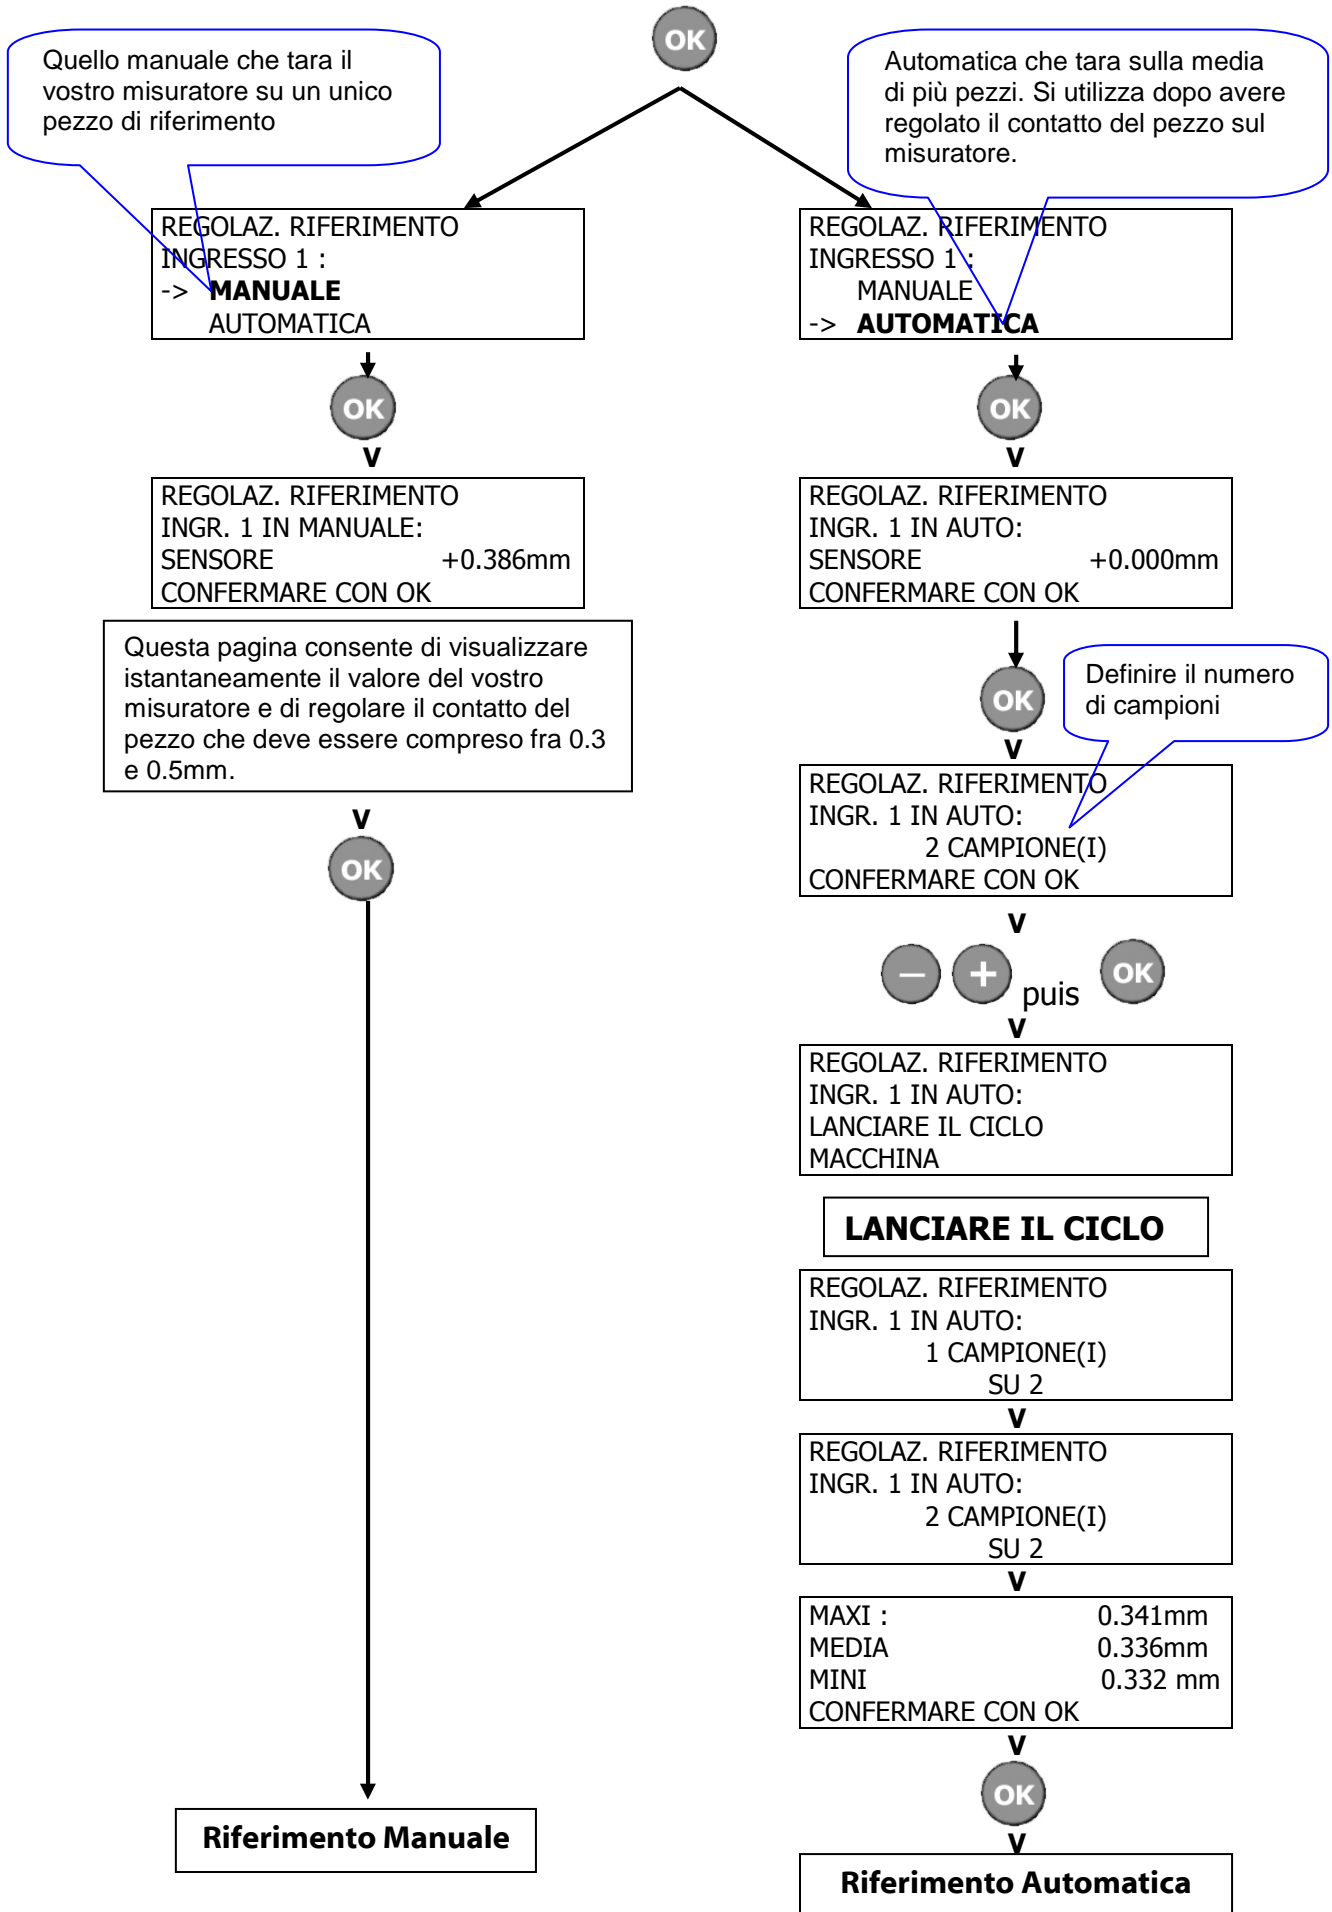 OK
Quello manuale che tara il
vostro misuratore su un unico
pezzo di riferimento
Automatica che tara sulla media
di più pezzi. Si utilizza dopo avere
regolato il contatto del pezzo sul
misuratore.
REGOLAZ. RIFERIMENTO
INGRESSO 1 :
-> MANUALE
AUTOMATICA
OK
V
REGOLAZ. RIFERIMENTO
INGR. 1 IN MANUALE:
SENSORE +0.386mm
CONFERMARE CON OK
Questa pagina consente di visualizzare
istantaneamente il valore del vostro
misuratore e di regolare il contatto del
pezzo che deve essere compreso fra 0.3
e 0.5mm.
V
OK
Riferimento Manuale
REGOLAZ. RIFERIMENTO
INGRESSO 1 :
MANUALE
-> AUTOMATICA
OK
V
REGOLAZ. RIFERIMENTO
INGR. 1 IN AUTO:
SENSORE +0.000mm
CONFERMARE CON OK
OK
V
Definire il numero
di campioni
REGOLAZ. RIFERIMENTO
INGR. 1 IN AUTO:
2 CAMPIONE(I)
CONFERMARE CON OK
V
− + puis OK
V
REGOLAZ. RIFERIMENTO
INGR. 1 IN AUTO:
LANCIARE IL CICLO
MACCHINA
LANCIARE IL CICLO
REGOLAZ. RIFERIMENTO
INGR. 1 IN AUTO:
1 CAMPIONE(I)
SU 2
V
REGOLAZ. RIFERIMENTO
INGR. 1 IN AUTO:
2 CAMPIONE(I)
SU 2
V
MAXI : 0.341mm
MEDIA 0.336mm
MINI 0.332 mm
CONFERMARE CON OK
V
OK
V
Riferimento Automatica